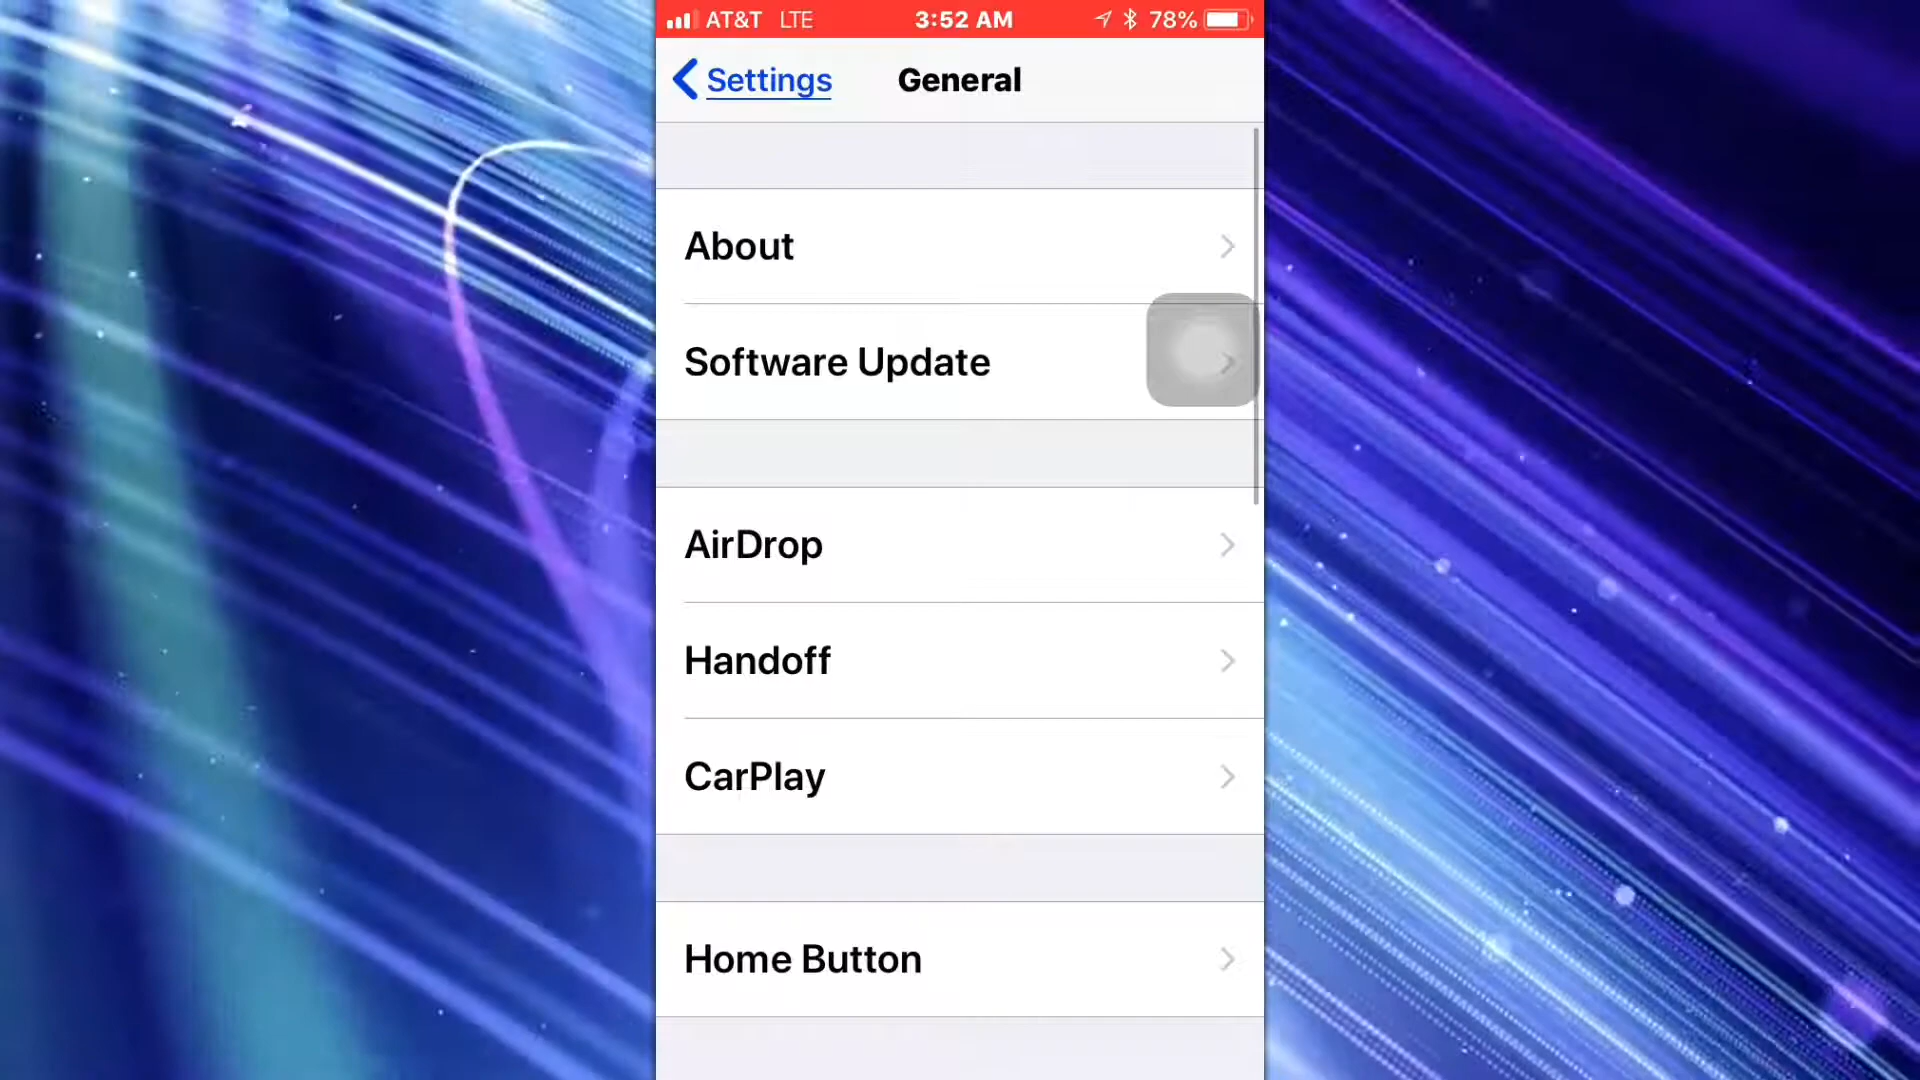 AT&T LTE 3:52 AM 78%
Settings General
About
Software Update
AirDrop
Handoff
CarPlay
Home Button